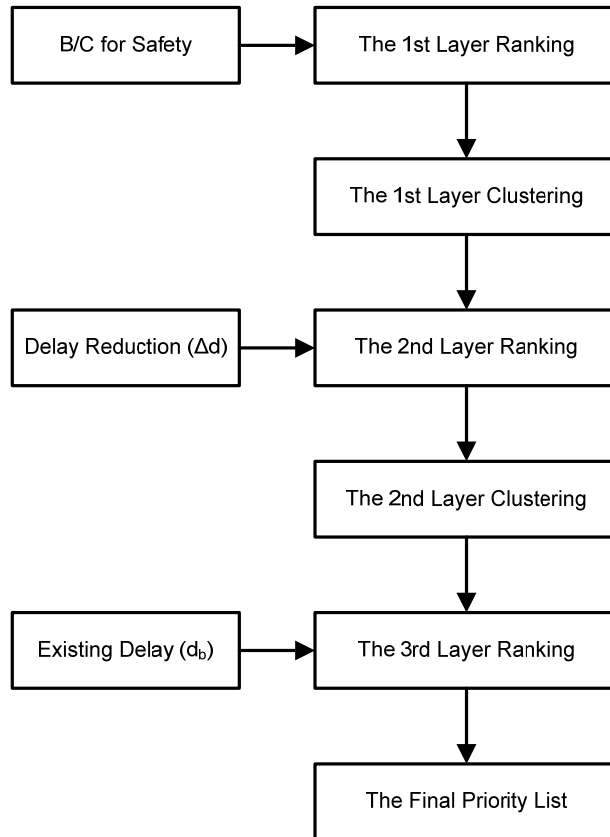 B/C for Safety
The 1st Layer Ranking
The 1st Layer Clustering
Delay Reduction (Δd)
The 2nd Layer Ranking
The 2nd Layer Clustering
Existing Delay (d_b)
The 3rd Layer Ranking
The Final Priority List